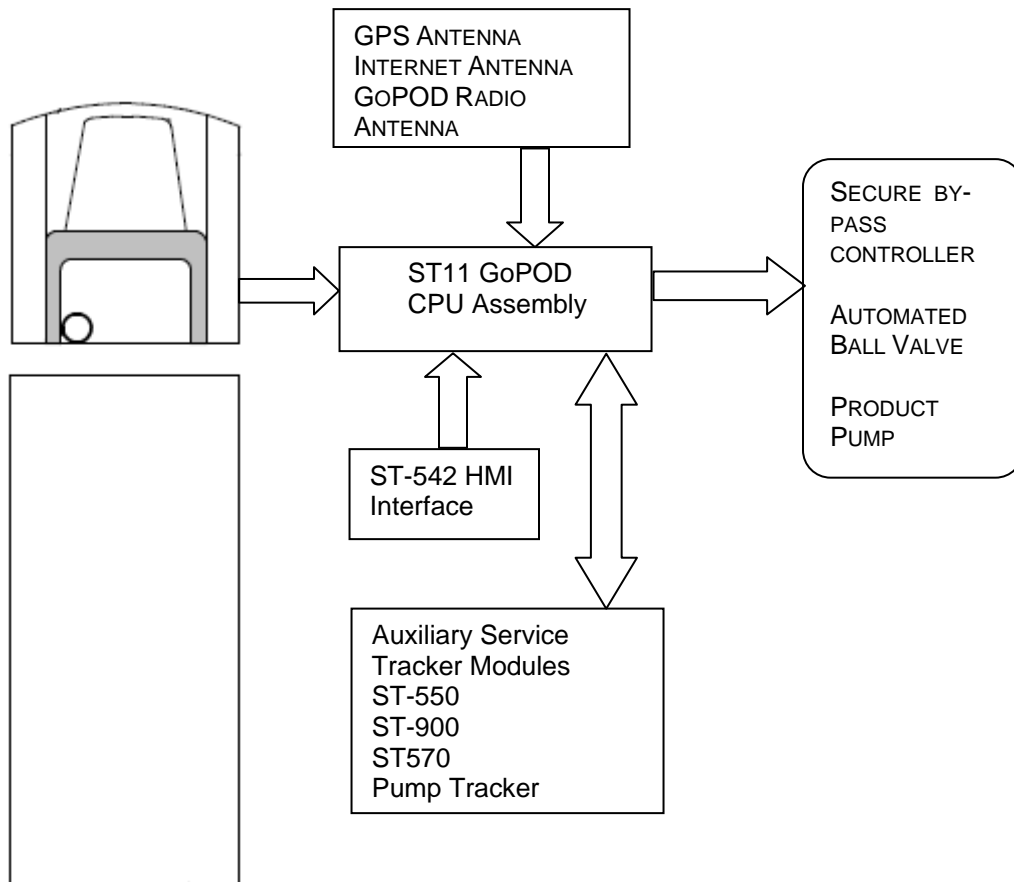 GPS ANTENNA
INTERNET ANTENNA
GOPOD RADIO
ANTENNA
SECURE BY-
PASS
CONTROLLER
AUTOMATED
BALL VALVE
PRODUCT
PUMP
ST11 GoPOD
CPU Assembly
ST-542 HMI
Interface
Auxiliary Service
Tracker Modules
ST-550
ST-900
ST570
Pump Tracker